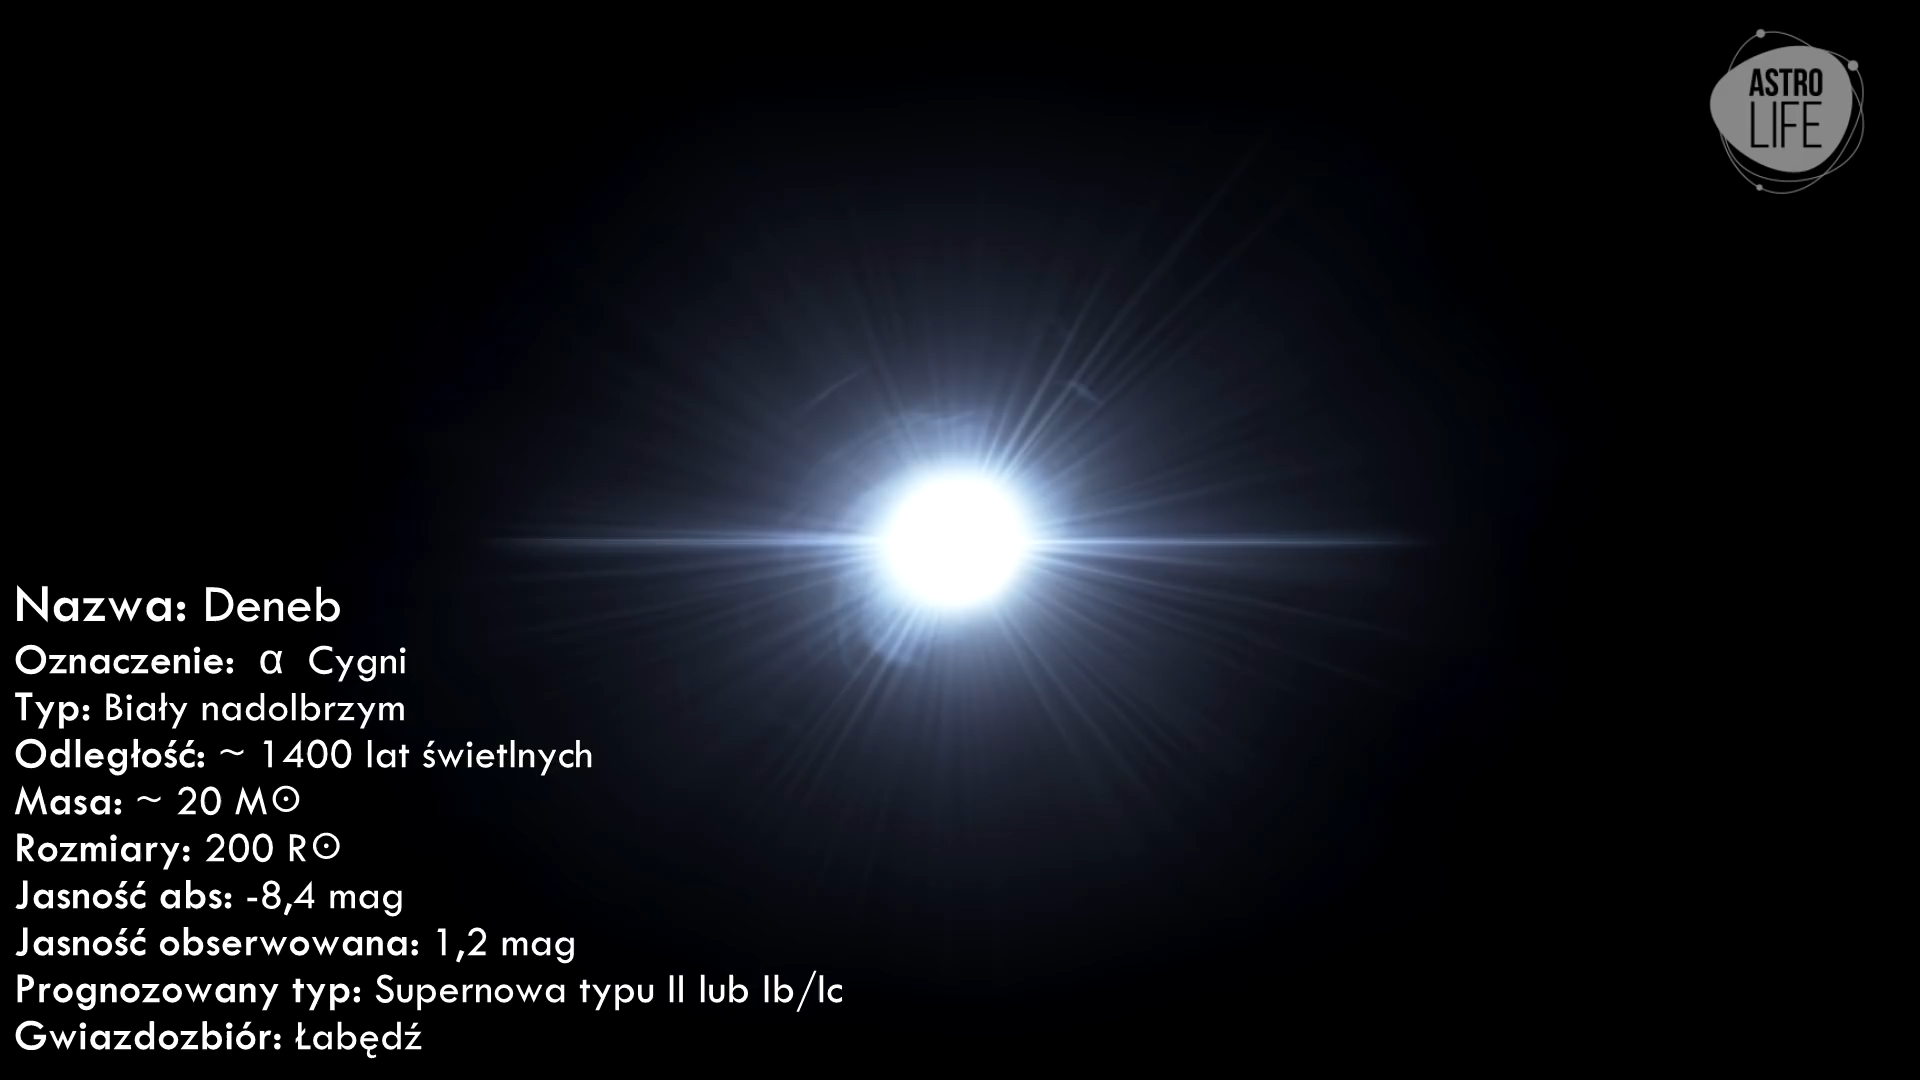 ASTRO
LIFE
Nazwa: Deneb
Oznaczenie: α Cygni
Typ: Biały nadolbrzym
Odległość: ~ 1400 lat świetlnych
Masa: ~ 20 M☉
Rozmiary: 200 R☉
Jasność abs: -8,4 mag
Jasność obserwowana: 1,2 mag
Prognozowany typ: Supernowa typu II lub Ib/Ic
Gwiazdozbiór: Łabędź